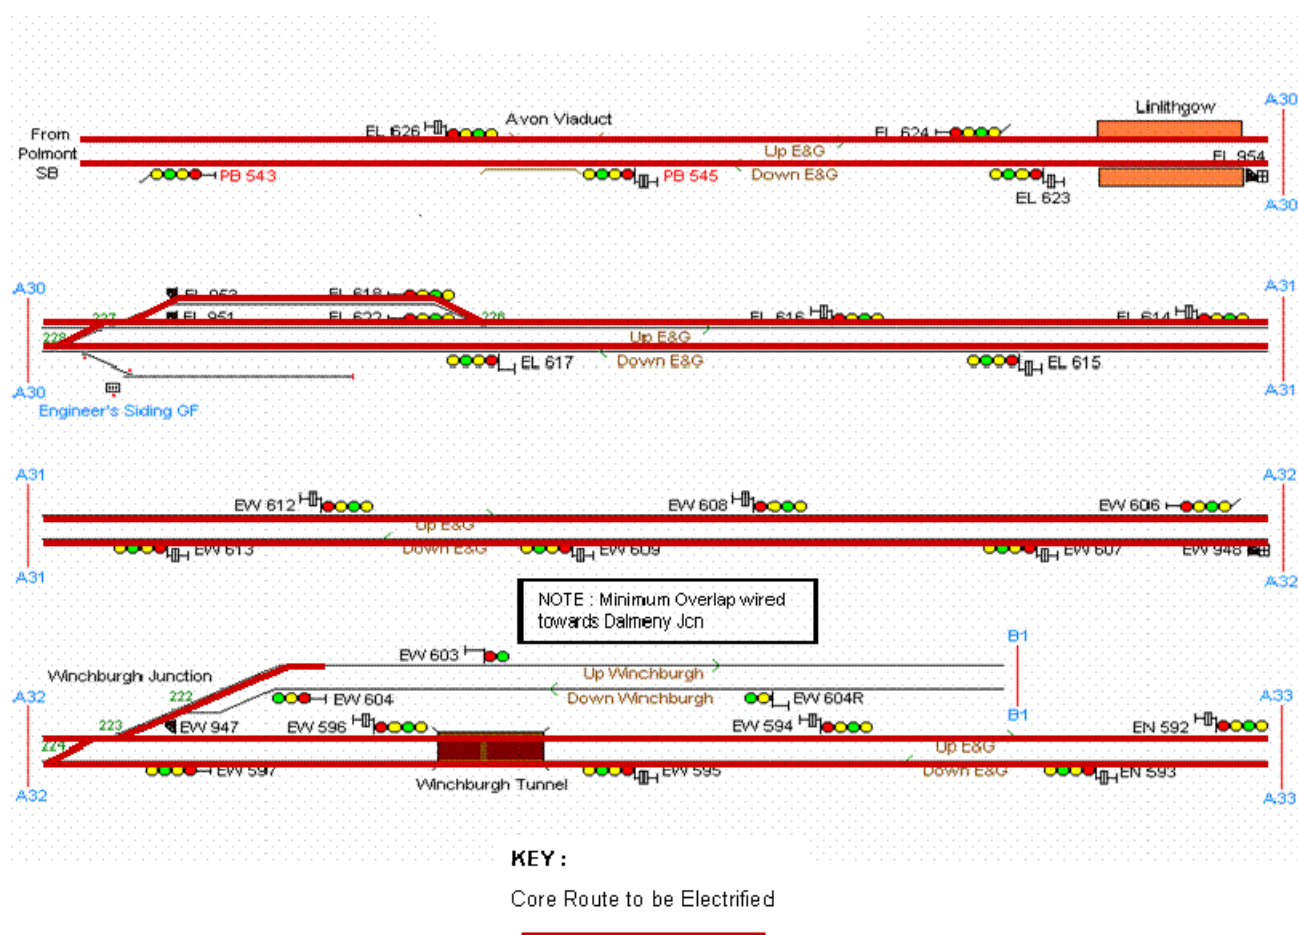 A30
Linlithgow
Avon Viaduct
EL 626
EL 624
From
Polmont
SB
Up E&G
EL 954
PB 543
PB 545
Down E&G
EL 623
A30
A30
A31
EL 953
EL 618
227
EL 951
EL 622
226
EL 616
EL 614
228
Up E&G
EL 617
Down E&G
EL 615
A30
A31
Engineer's Siding GF
A31
A32
EW 612
EW 608
EW 606
Up E&G
EW 613
Down E&G
EW 609
EW 607
EW 948
A31
A32
NOTE : Minimum Overlap wired
towards Dalmeny Jcn
B1
EW 603
Winchburgh Junction
Up Winchburgh
A32
222
EW 604
Down Winchburgh
EW 604R
A33
B1
223
EW 947
EW 596
EW 594
EN 592
224
Up E&G
EW 597
Winchburgh Tunnel
EW 595
Down E&G
EN 593
A32
A33
KEY :
Core Route to be Electrified